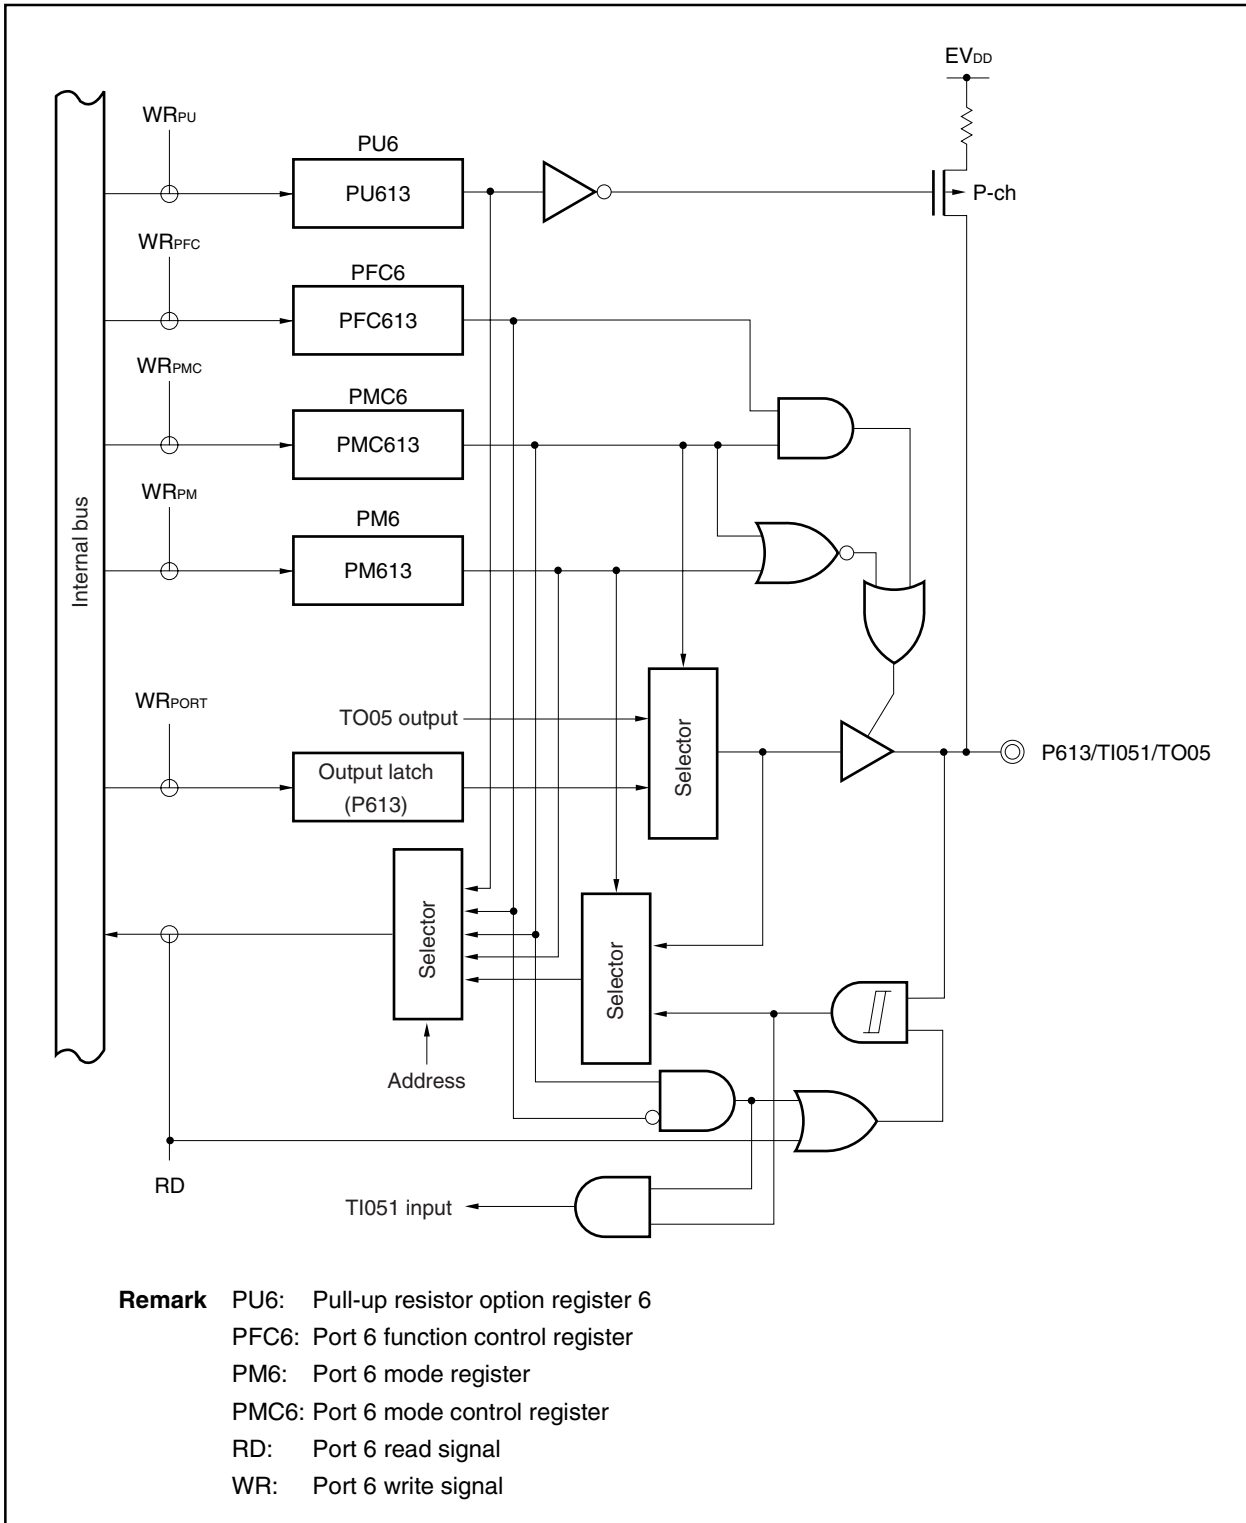 EVDD
WRPU
PU6
PU613
P-ch
WRPFC
PFC6
PFC613
WRPMC
PMC6
PMC613
WRPM
PM6
PM613
Internal bus
WRPORT
TO05 output
Output latch
(P613)
Selector
P613/TI051/TO05
Selector
Selector
Address
RD
TI051 input
Remark PU6: Pull-up resistor option register 6
PFC6: Port 6 function control register
PM6: Port 6 mode register
PMC6: Port 6 mode control register
RD: Port 6 read signal
WR: Port 6 write signal